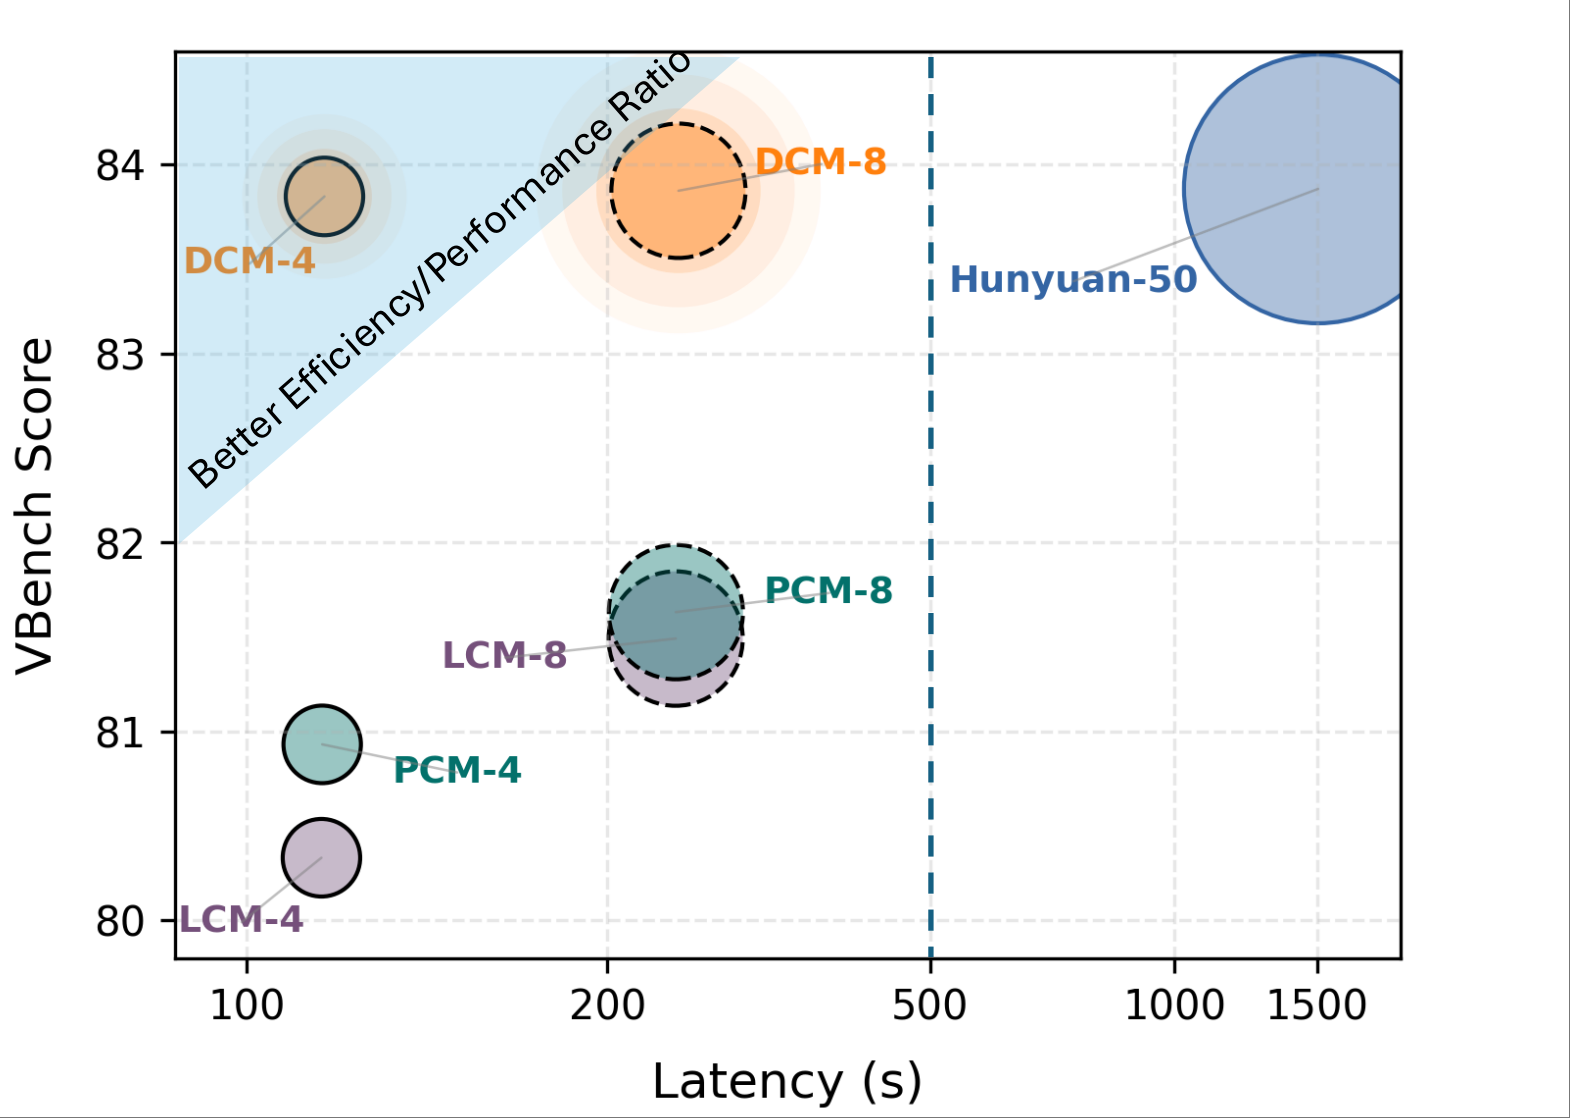 Better Efficiency/Performance Ratio
DCM-8
DCM-4
Hunyuan-50
PCM-8
LCM-8
PCM-4
LCM-4
VBench Score
84
83
82
81
80
100 200 500 1000 1500
Latency (s)